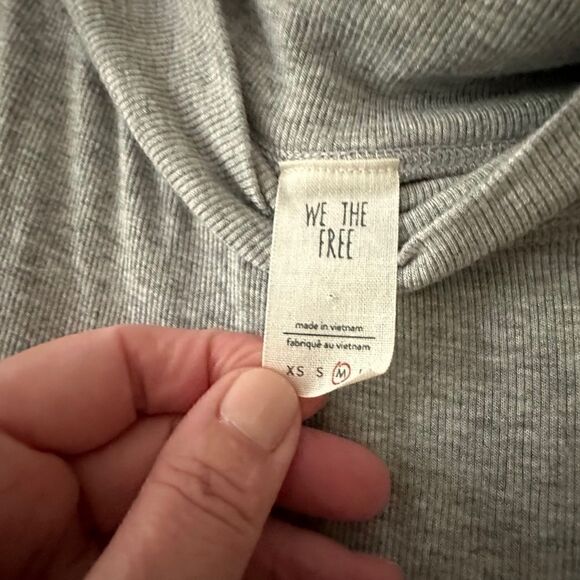 WE THE
FREE
made in vietnam
fabriqué au vietnam
XS S M